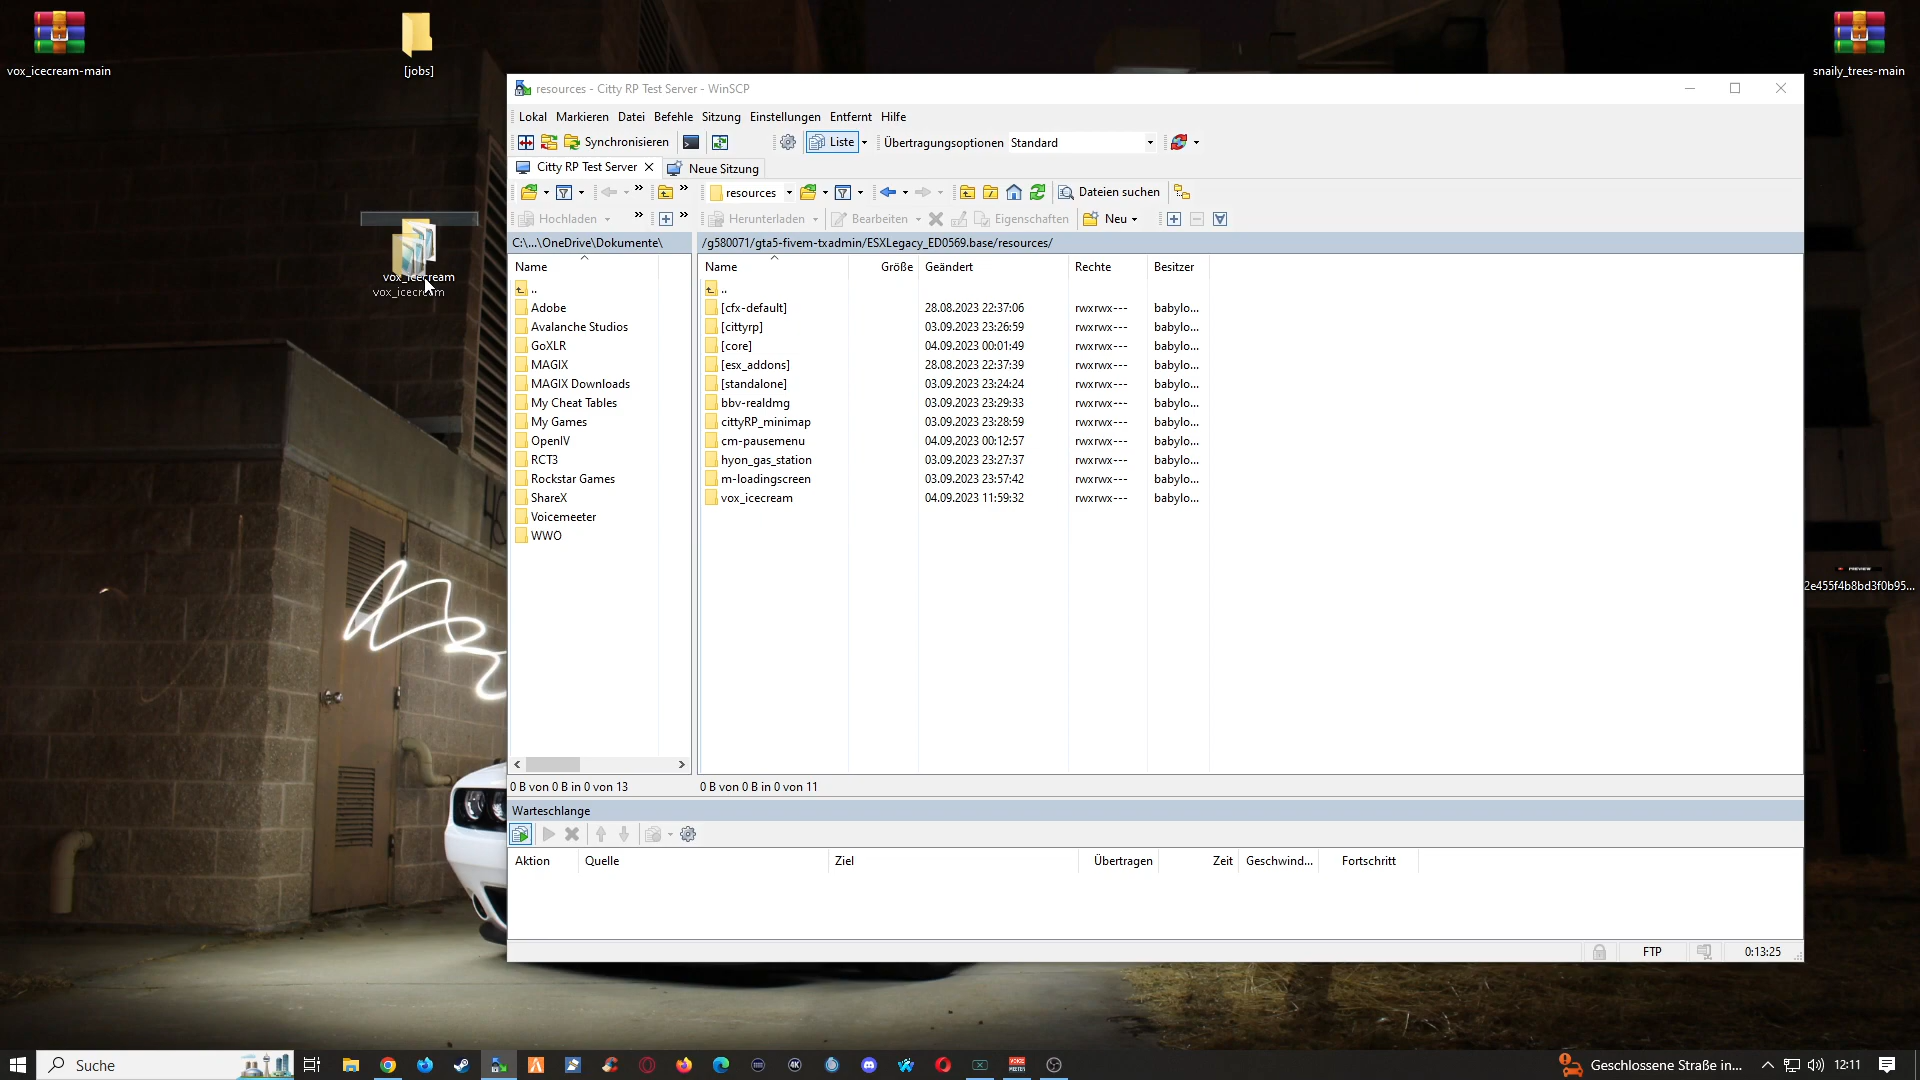 vox_icecream-main
[jobs]
snaily_trees-main
resources - Citty RP Test Server - WinSCP
Lokal Markieren Datei Befehle Sitzung Einstellungen Entfernt Hilfe
Synchronisieren Liste Übertragungsoptionen Standard
Citty RP Test Server Neue Sitzung
resources Dateien suchen
Hochladen Herunterladen Bearbeiten Eigenschaften Neu
C:\...\OneDrive\Dokumente\ /g580071/gta5-fivem-txadmin/ESXLegacy_ED0569.base/resources/
vox_icecream
vox_icecream
Name
..
Adobe
Avalanche Studios
GoXLR
MAGIX
MAGIX Downloads
My Cheat Tables
My Games
OpenIV
RCT3
Rockstar Games
ShareX
Voicemeeter
WWO
Name Größe Geändert Rechte Besitzer
..
[cfx-default] 28.08.2023 22:37:06 rwxrwx--- babylo...
[cittyrp] 03.09.2023 23:26:59 rwxrwx--- babylo...
[core] 04.09.2023 00:01:49 rwxrwx--- babylo...
[esx_addons] 28.08.2023 22:37:39 rwxrwx--- babylo...
[standalone] 03.09.2023 23:24:24 rwxrwx--- babylo...
bbv-realdmg 03.09.2023 23:29:33 rwxrwx--- babylo...
cittyRP_minimap 03.09.2023 23:28:59 rwxrwx--- babylo...
cm-pausemenu 04.09.2023 00:12:57 rwxrwx--- babylo...
hyon_gas_station 03.09.2023 23:27:37 rwxrwx--- babylo...
m-loadingscreen 03.09.2023 23:57:42 rwxrwx--- babylo...
vox_icecream 04.09.2023 11:59:32 rwxrwx--- babylo...
PREVIEW
2e455f4b8bd3f0b95...
0 B von 0 B in 0 von 13 0 B von 0 B in 0 von 11
Warteschlange
Aktion Quelle Ziel Übertragen Zeit Geschwind... Fortschritt
FTP 0:13:25
Suche 4K VOICE MEETER Geschlossene Straße in... 12:11